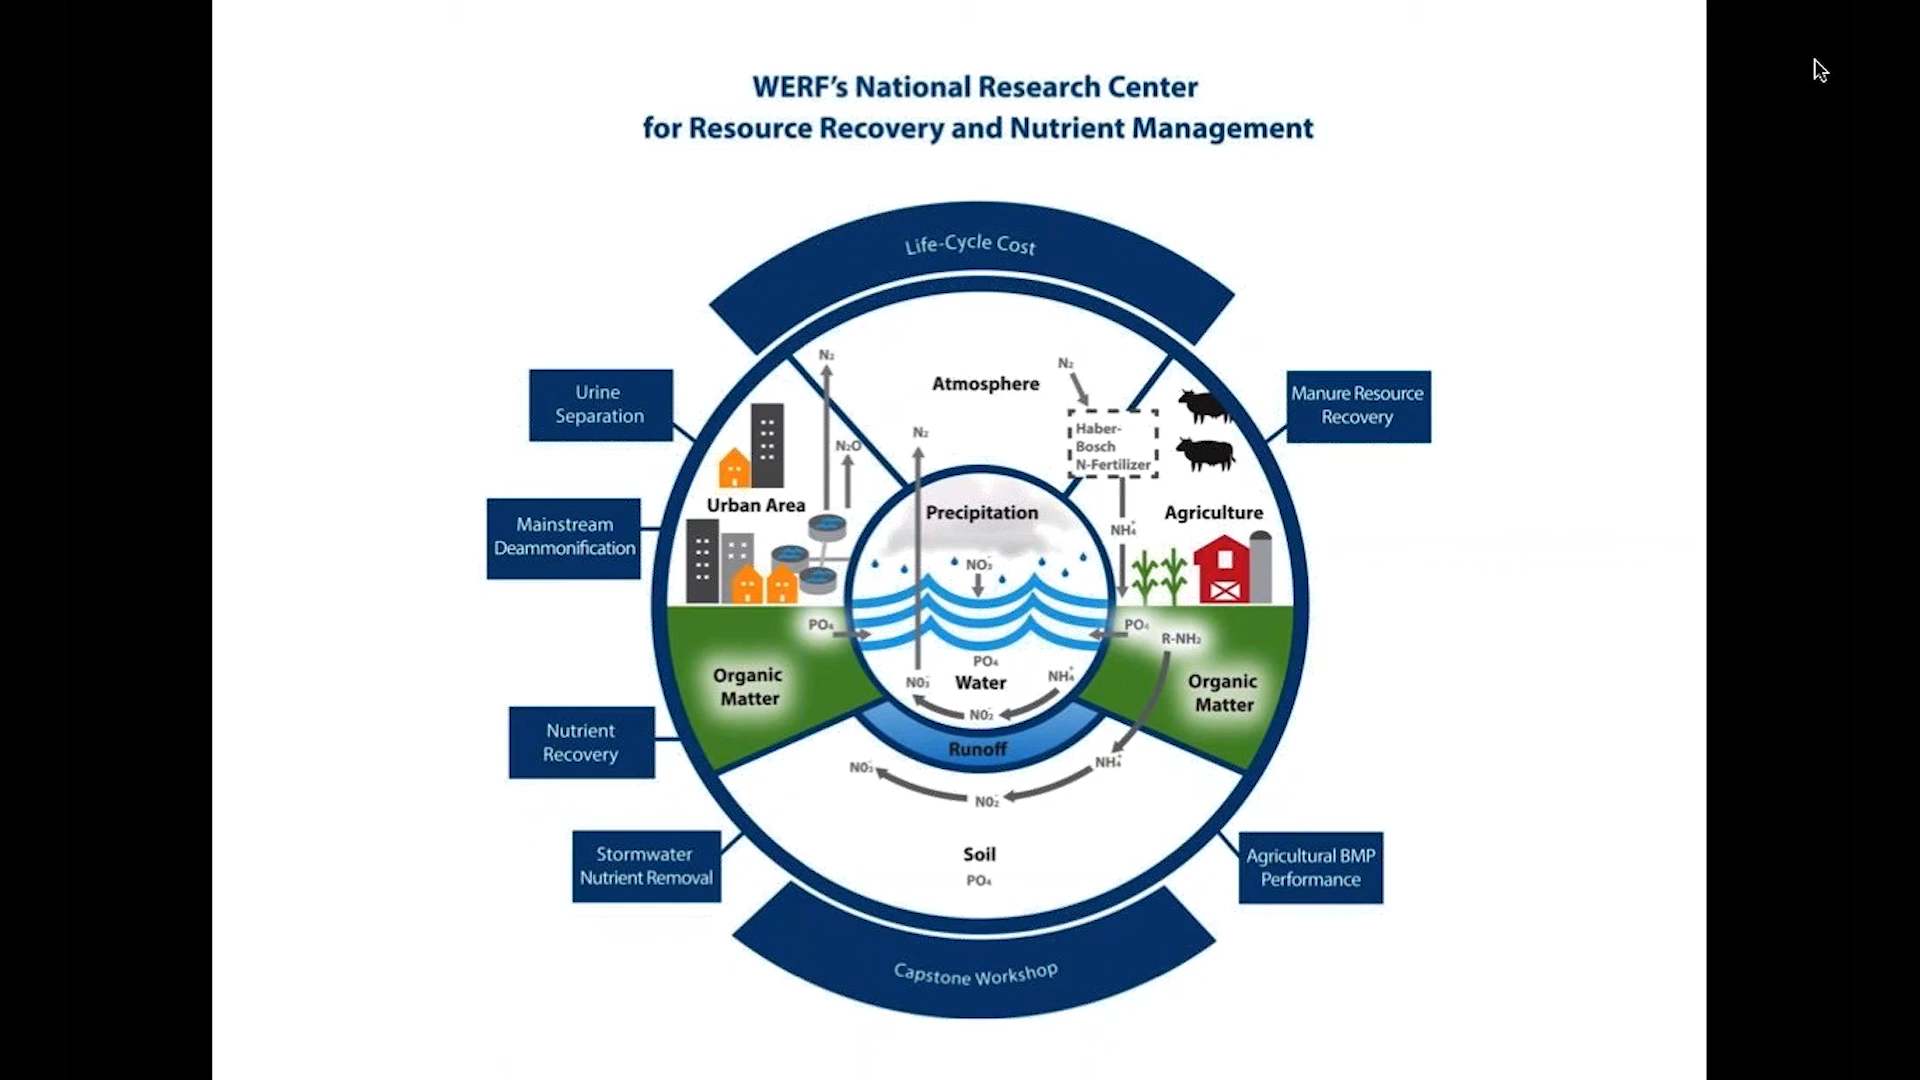 WERF's National Research Center
for Resource Recovery and Nutrient Management
Life-Cycle Cost
Urine
Separation
Mainstream
Deammonification
Nutrient
Recovery
Stormwater
Nutrient Removal
Manure Resource
Recovery
Agricultural BMP
Performance
Capstone Workshop
Atmosphere
N₂
N₂
N₂O
N₂
Haber-
Bosch
N-Fertilizer
Urban Area
Agriculture
Precipitation
NH₄⁺
NO₃⁻
PO₄
PO₄
R-NH₂
PO₄
Water
NO₃⁻
NH₄⁺
NO₂⁻
Organic
Matter
Organic
Matter
Runoff
NO₃⁻
NH₄⁺
NO₂⁻
Soil
PO₄